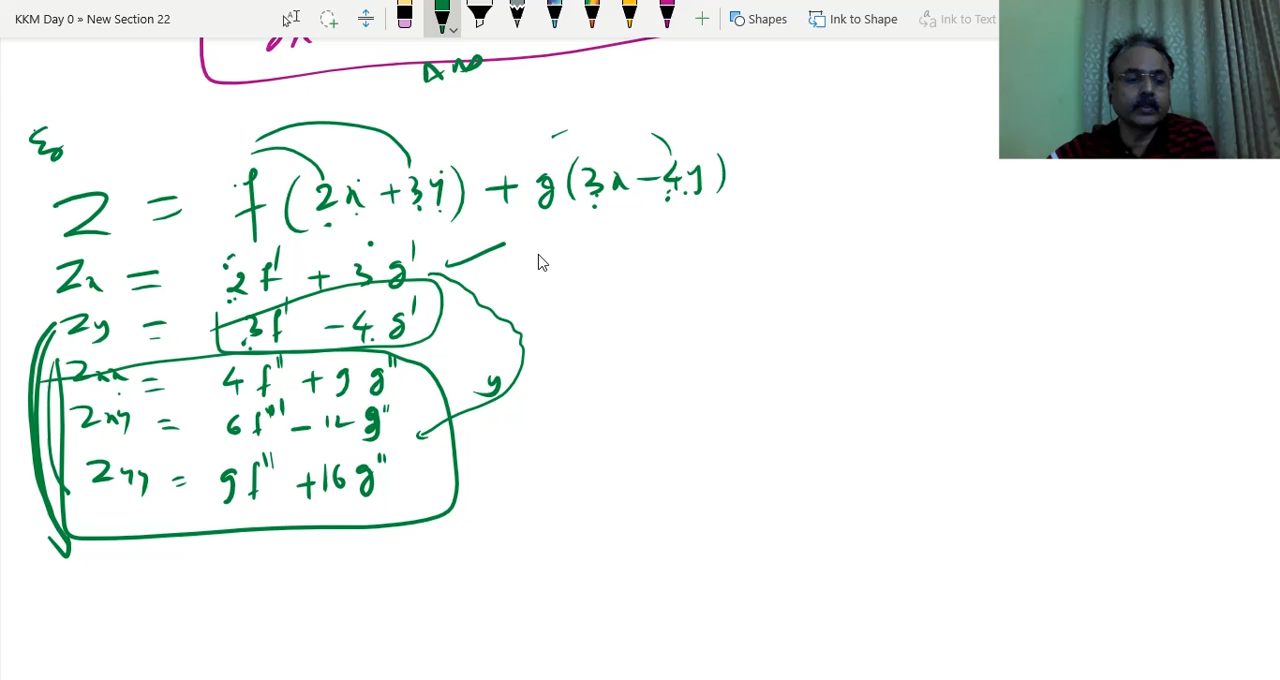 KKM Day 0 » New Section 22
Shapes
Ink to Shape
Ink to Text
Ans
Z = f(2x + 3y) + g(3x - 4y)
Zx = 2f' + 3g'
Zy = 3f' - 4g'
Zxx = 4f" + 9g"
y
Zxy = 6f" - 12g"
Zyy = 9f" + 16g"